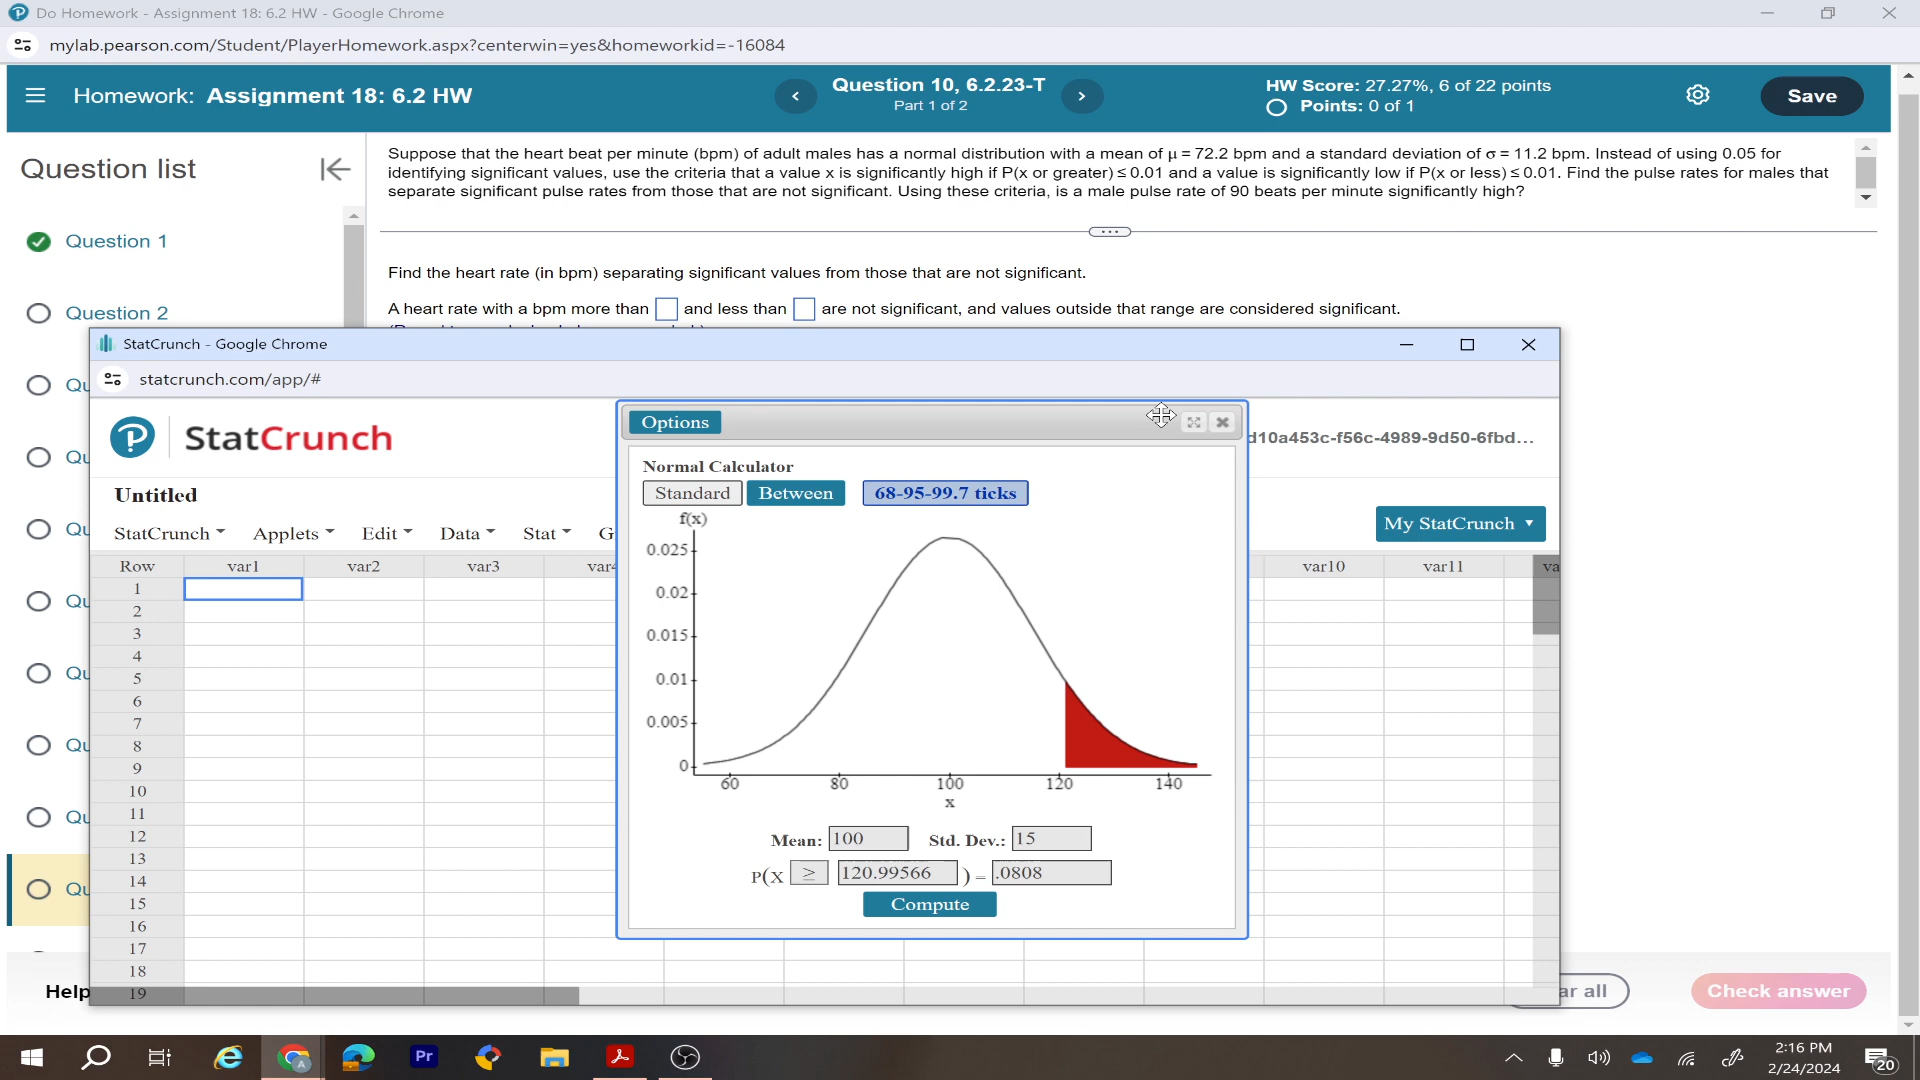 Do Homework - Assignment 18: 6.2 HW - Google Chrome
mylab.pearson.com/Student/PlayerHomework.aspx?centerwin=yes&homeworkid=-16084
Homework: Assignment 18: 6.2 HW
Question 10, 6.2.23-T
Part 1 of 2
HW Score: 27.27%, 6 of 22 points
Points: 0 of 1
Save
Question list
Question 1
Question 2
Suppose that the heart beat per minute (bpm) of adult males has a normal distribution with a mean of μ = 72.2 bpm and a standard deviation of σ = 11.2 bpm. Instead of using 0.05 for
identifying significant values, use the criteria that a value x is significantly high if P(x or greater) ≤ 0.01 and a value is significantly low if P(x or less) ≤ 0.01. Find the pulse rates for males that
separate significant pulse rates from those that are not significant. Using these criteria, is a male pulse rate of 90 beats per minute significantly high?
Find the heart rate (in bpm) separating significant values from those that are not significant.
A heart rate with a bpm more than and less than are not significant, and values outside that range are considered significant.
StatCrunch - Google Chrome
statcrunch.com/app/#
P StatCrunch
d10a453c-f56c-4989-9d50-6fbd...
Untitled
StatCrunch Applets Edit Data Stat G
My StatCrunch
Row var1 var2 var3 var4 var10 var11 va
1
2
3
4
5
6
7
8
9
10
11
12
13
14
15
16
17
18
19
Options
Normal Calculator
Standard Between 68-95-99.7 ticks
f(x)
0.025
0.02
0.015
0.01
0.005
0
60 80 100 120 140
x
Mean: 100 Std. Dev.: 15
P(X ≥ 120.99566 ) = .0808
Compute
Qu
Qu
Qu
Qu
Qu
Qu
Qu
Qu
Help
ar all
Check answer
Pr
2:16 PM
2/24/2024
20